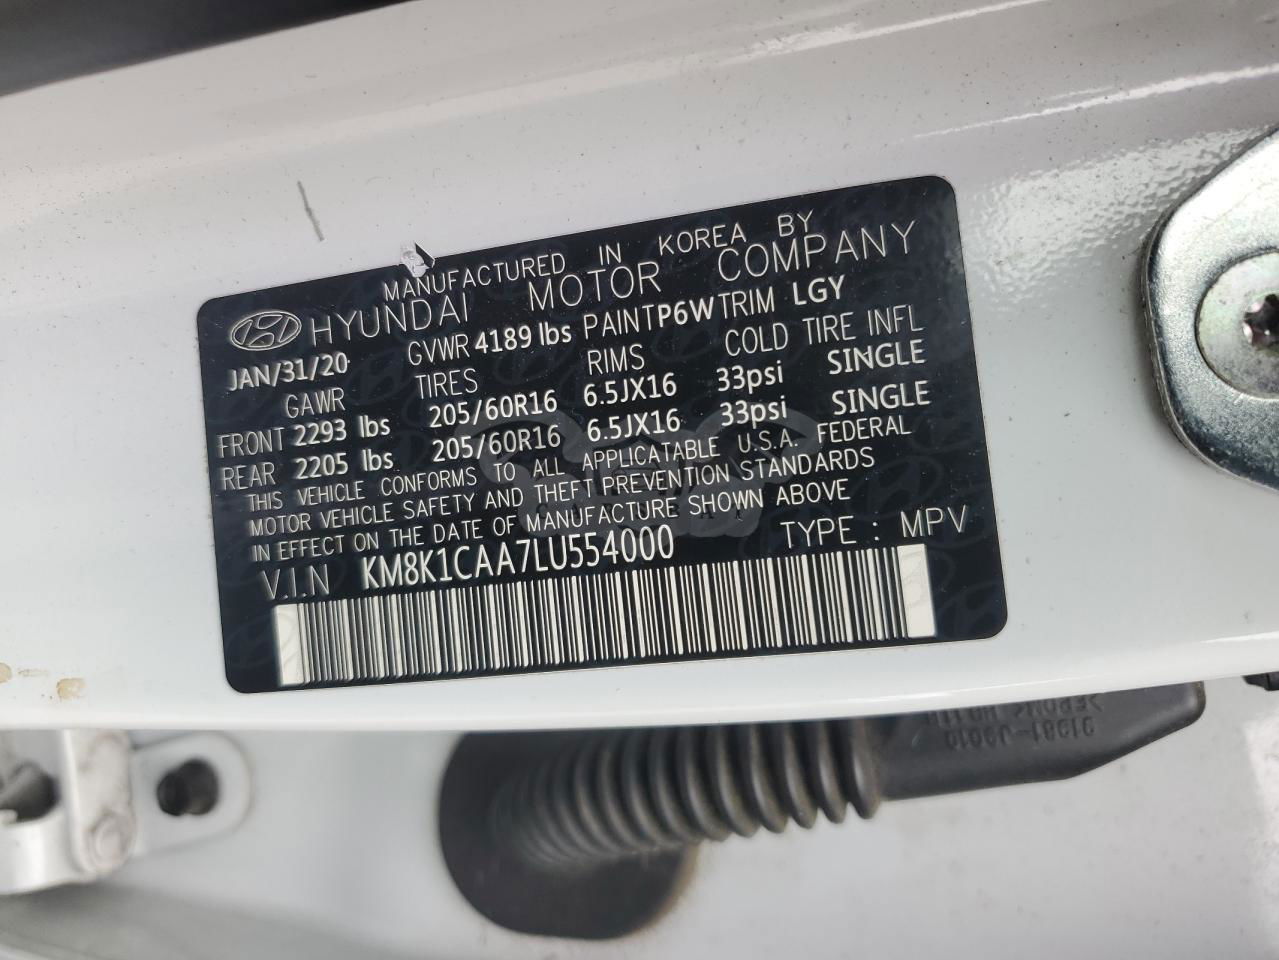 MANUFACTURED IN KOREA BY
HYUNDAI MOTOR COMPANY
JAN/31/20 GVWR 4189 lbs PAINT P6W TRIM LGY
GAWR TIRES RIMS COLD TIRE INFL
FRONT 2293 lbs 205/60R16 6.5JX16 33psi SINGLE
REAR 2205 lbs 205/60R16 6.5JX16 33psi SINGLE
THIS VEHICLE CONFORMS TO ALL APPLICATABLE U.S.A. FEDERAL
MOTOR VEHICLE SAFETY AND THEFT PREVENTION STANDARDS
IN EFFECT ON THE DATE OF MANUFACTURE SHOWN ABOVE
V.I.N KM8K1CAA7LU554000 TYPE : MPV
91981-J9010